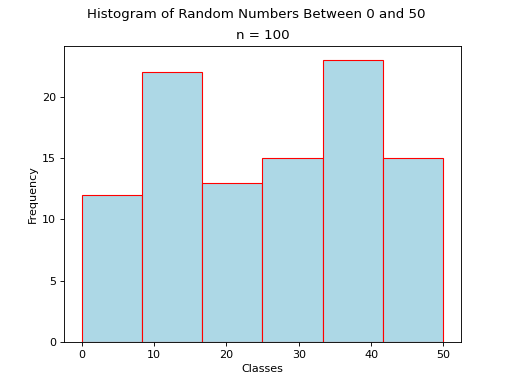 Histogram of Random Numbers Between 0 and 50
n = 100
Frequency
20
15
10
5
0
0 10 20 30 40 50
Classes